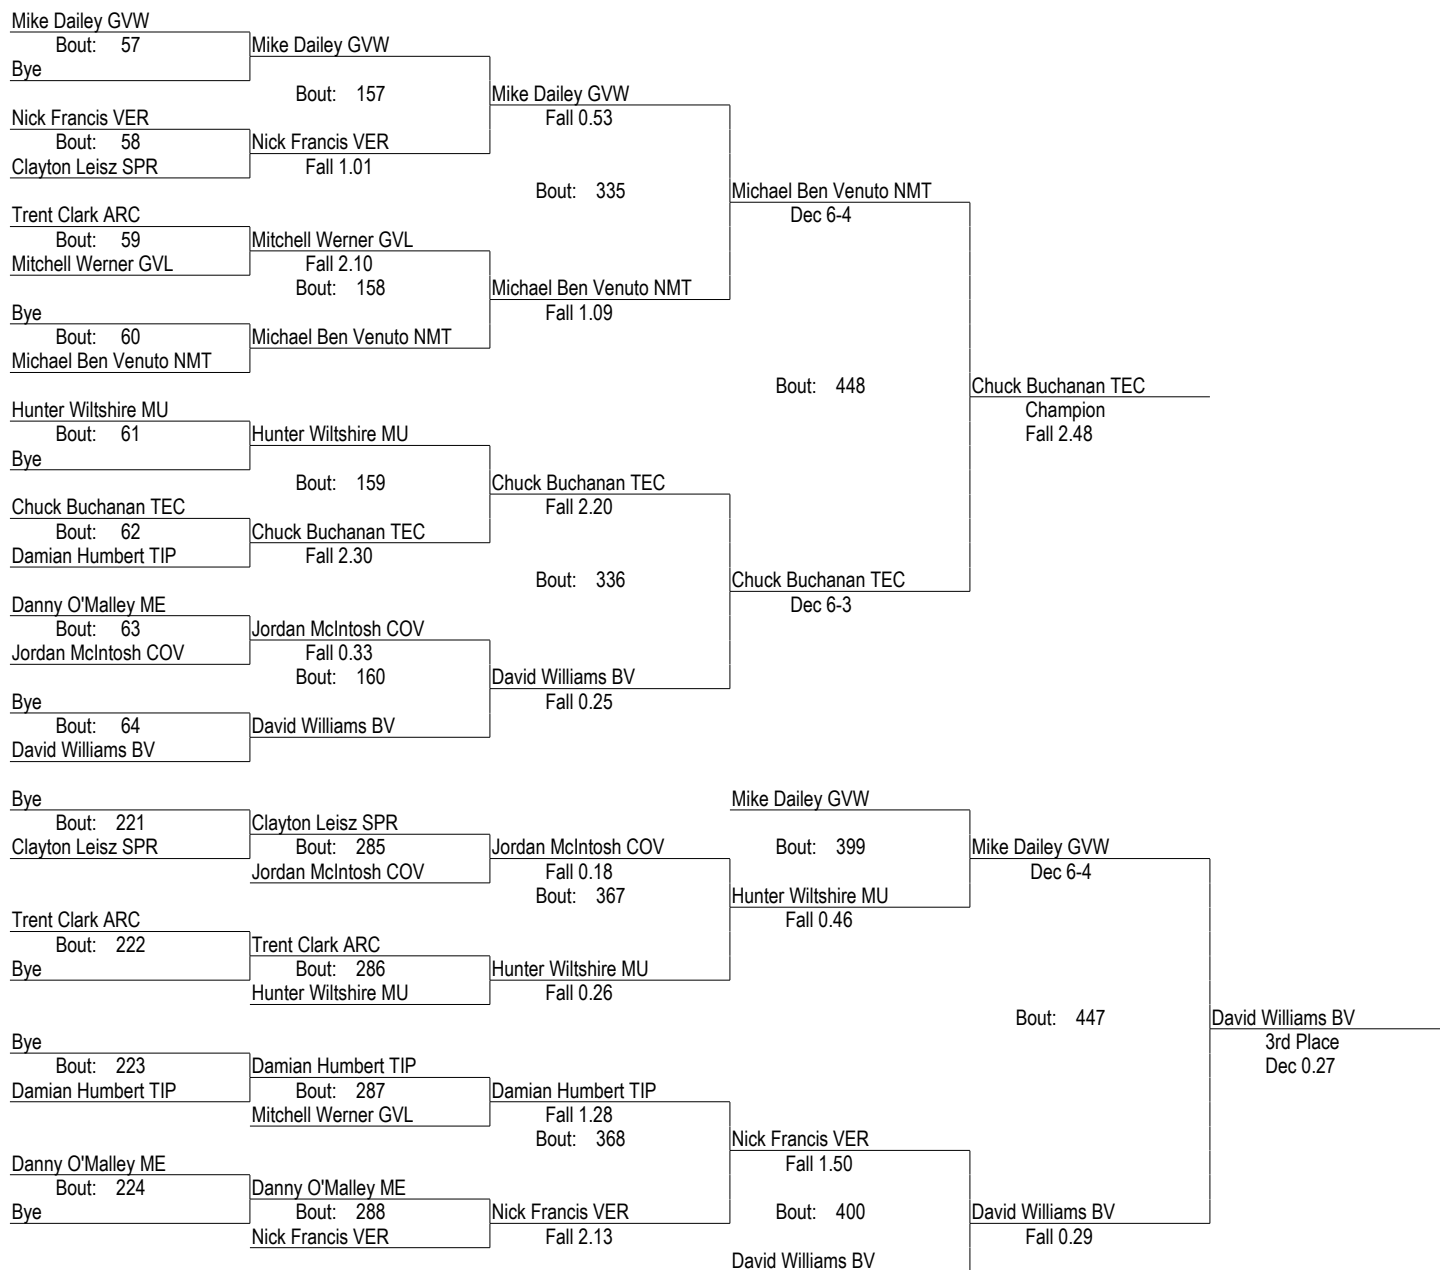 Mike Dailey GVW
Bout: 57
Mike Dailey GVW
Bye
Bout: 157
Mike Dailey GVW
Nick Francis VER
Fall 0.53
Bout: 58
Nick Francis VER
Clayton Leisz SPR
Fall 1.01
Bout: 335
Michael Ben Venuto NMT
Trent Clark ARC
Dec 6-4
Bout: 59
Mitchell Werner GVL
Mitchell Werner GVL
Fall 2.10
Bout: 158
Michael Ben Venuto NMT
Bye
Fall 1.09
Bout: 60
Michael Ben Venuto NMT
Michael Ben Venuto NMT
Bout: 448
Chuck Buchanan TEC
Hunter Wiltshire MU
Champion
Bout: 61
Hunter Wiltshire MU
Fall 2.48
Bye
Bout: 159
Chuck Buchanan TEC
Chuck Buchanan TEC
Fall 2.20
Bout: 62
Chuck Buchanan TEC
Damian Humbert TIP
Fall 2.30
Bout: 336
Chuck Buchanan TEC
Danny O'Malley ME
Dec 6-3
Bout: 63
Jordan McIntosh COV
Jordan McIntosh COV
Fall 0.33
Bout: 160
David Williams BV
Bye
Fall 0.25
Bout: 64
David Williams BV
David Williams BV
Bye
Mike Dailey GVW
Bout: 221
Clayton Leisz SPR
Clayton Leisz SPR
Bout: 285
Jordan McIntosh COV
Bout: 399
Mike Dailey GVW
Jordan McIntosh COV
Fall 0.18
Dec 6-4
Bout: 367
Hunter Wiltshire MU
Trent Clark ARC
Fall 0.46
Bout: 222
Trent Clark ARC
Bye
Bout: 286
Hunter Wiltshire MU
Hunter Wiltshire MU
Fall 0.26
Bout: 447
David Williams BV
Bye
3rd Place
Bout: 223
Damian Humbert TIP
Dec 0.27
Damian Humbert TIP
Bout: 287
Damian Humbert TIP
Mitchell Werner GVL
Fall 1.28
Bout: 368
Nick Francis VER
Danny O'Malley ME
Fall 1.50
Bout: 224
Danny O'Malley ME
Bye
Bout: 288
Nick Francis VER
Bout: 400
David Williams BV
Nick Francis VER
Fall 2.13
Fall 0.29
David Williams BV